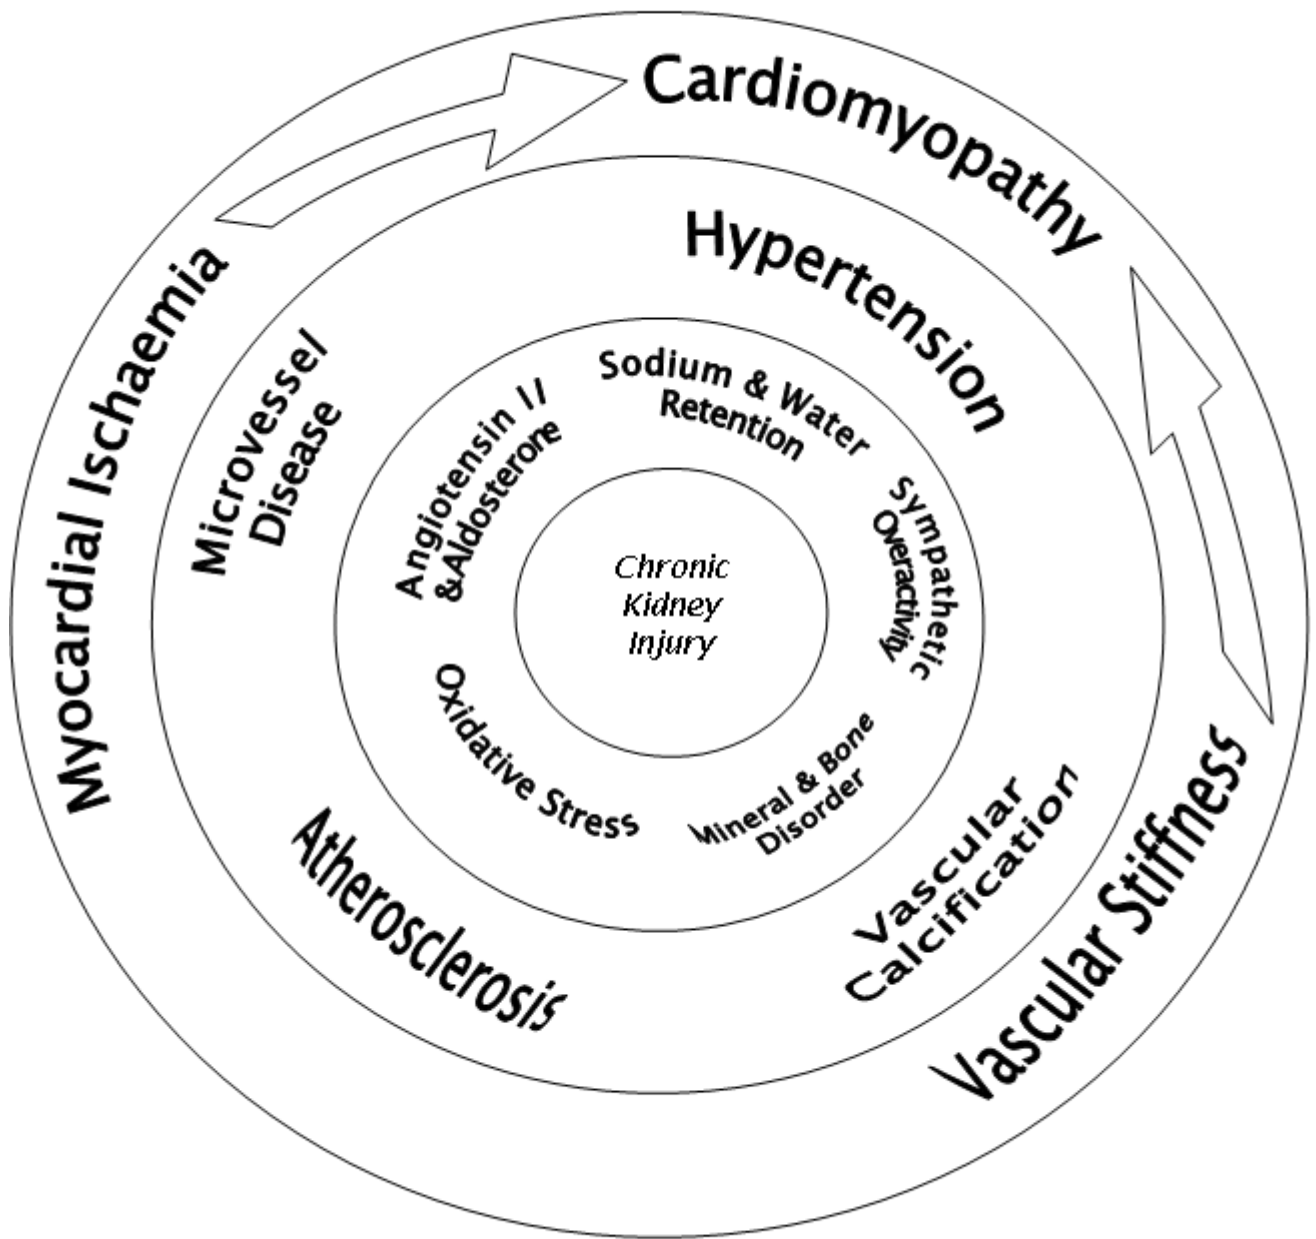 Cardiomyopathy
Myocardial Ischaemia
Vascular Stiffness
Hypertension
Microvessel
Disease
Atherosclerosis
Vascular
Calcification
Sodium & Water
Retention
Angiotensin II
&Aldosterone
Sympathetic
Overactivity
Oxidative Stress
Mineral & Bone
Disorder
Chronic
Kidney
Injury